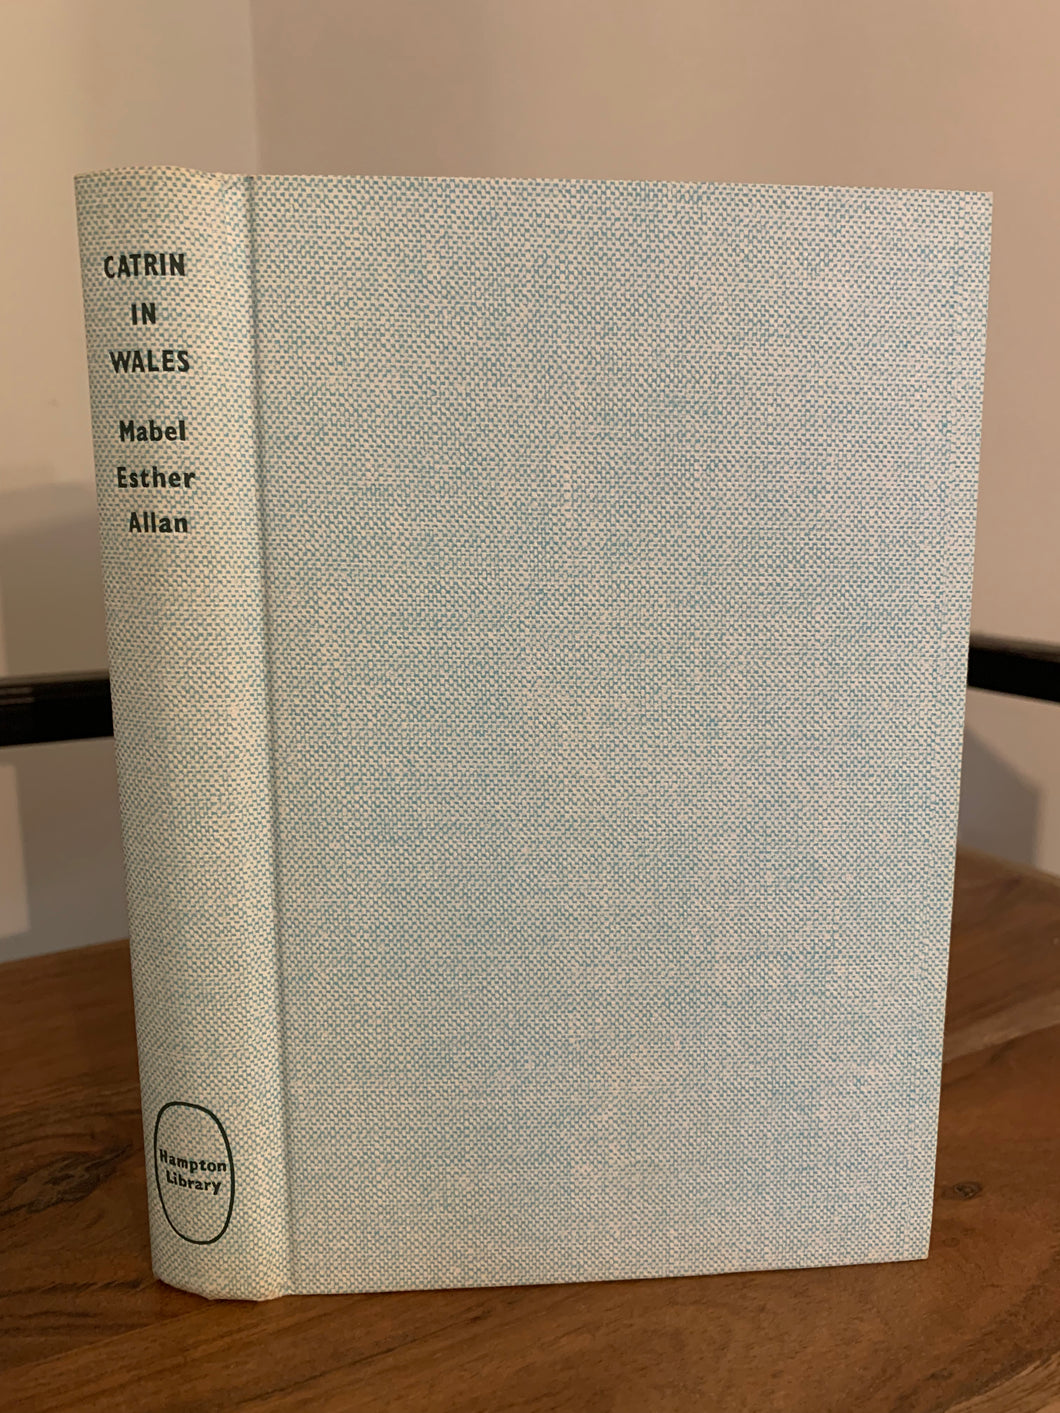 CATRIN
IN
WALES
Mabel
Esther
Allan
Hampton
Library